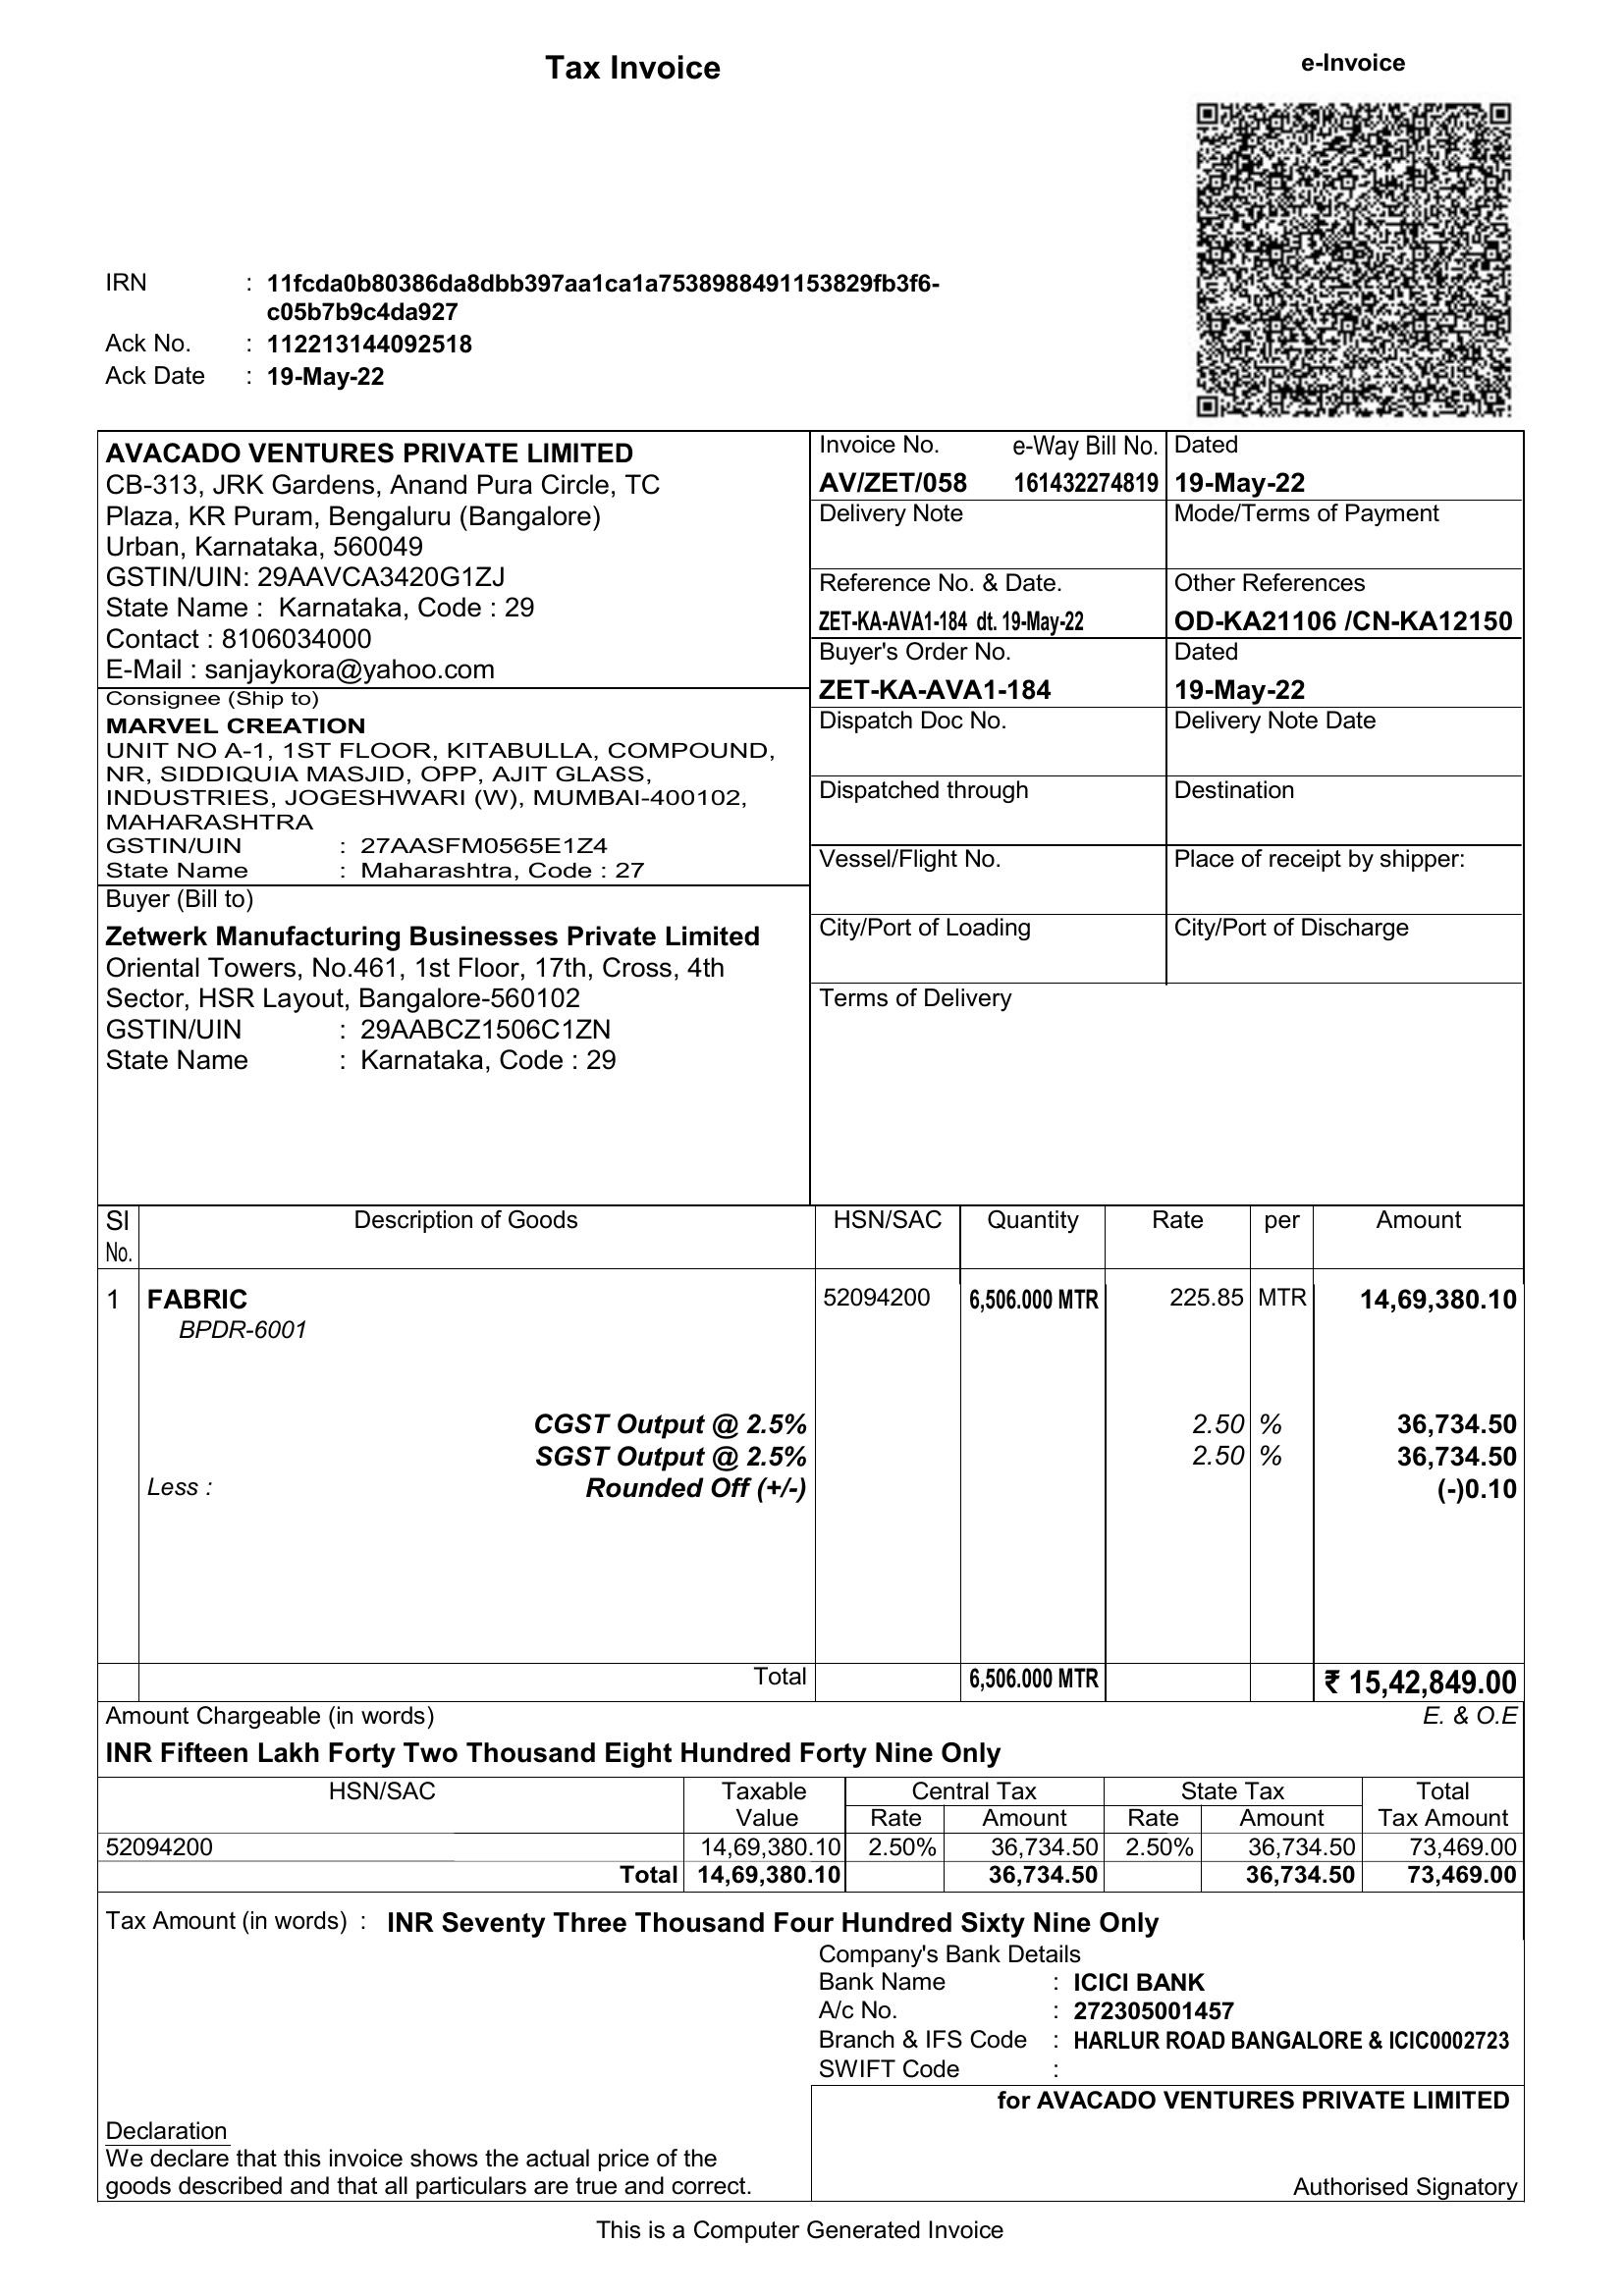 Tax Invoice
e-Invoice
IRN : 11fcda0b80386da8dbb397aa1ca1a7538988491153829fb3f6-
c05b7b9c4da927
Ack No. : 112213144092518
Ack Date : 19-May-22
AVACADO VENTURES PRIVATE LIMITED
CB-313, JRK Gardens, Anand Pura Circle, TC
Plaza, KR Puram, Bengaluru (Bangalore)
Urban, Karnataka, 560049
GSTIN/UIN: 29AAVCA3420G1ZJ
State Name : Karnataka, Code : 29
Contact : 8106034000
E-Mail : sanjaykora@yahoo.com
Consignee (Ship to)
MARVEL CREATION
UNIT NO A-1, 1ST FLOOR, KITABULLA, COMPOUND,
NR, SIDDIQUIA MASJID, OPP, AJIT GLASS,
INDUSTRIES, JOGESHWARI (W), MUMBAI-400102,
MAHARASHTRA
GSTIN/UIN : 27AASFM0565E1Z4
State Name : Maharashtra, Code : 27
Buyer (Bill to)
Zetwerk Manufacturing Businesses Private Limited
Oriental Towers, No.461, 1st Floor, 17th, Cross, 4th
Sector, HSR Layout, Bangalore-560102
GSTIN/UIN : 29AABCZ1506C1ZN
State Name : Karnataka, Code : 29
Invoice No. e-Way Bill No. Dated
AV/ZET/058 161432274819 19-May-22
Delivery Note Mode/Terms of Payment
Reference No. & Date. Other References
ZET-KA-AVA1-184 dt. 19-May-22 OD-KA21106 /CN-KA12150
Buyer's Order No. Dated
ZET-KA-AVA1-184 19-May-22
Dispatch Doc No. Delivery Note Date
Dispatched through Destination
Vessel/Flight No. Place of receipt by shipper:
City/Port of Loading City/Port of Discharge
Terms of Delivery
SI Description of Goods HSN/SAC Quantity Rate per Amount
No.
1 FABRIC 52094200 6,506.000 MTR 225.85 MTR 14,69,380.10
BPDR-6001
CGST Output @ 2.5% 2.50 % 36,734.50
SGST Output @ 2.5% 2.50 % 36,734.50
Less : Rounded Off (+/-) (-)0.10
Total 6,506.000 MTR ₹ 15,42,849.00
Amount Chargeable (in words) E. & O.E
INR Fifteen Lakh Forty Two Thousand Eight Hundred Forty Nine Only
HSN/SAC Taxable Central Tax State Tax Total
Value Rate Amount Rate Amount Tax Amount
52094200 14,69,380.10 2.50% 36,734.50 2.50% 36,734.50 73,469.00
Total 14,69,380.10 36,734.50 36,734.50 73,469.00
Tax Amount (in words) : INR Seventy Three Thousand Four Hundred Sixty Nine Only
Company's Bank Details
Bank Name : ICICI BANK
A/c No. : 272305001457
Branch & IFS Code : HARLUR ROAD BANGALORE & ICIC0002723
SWIFT Code :
for AVACADO VENTURES PRIVATE LIMITED
Declaration
We declare that this invoice shows the actual price of the
goods described and that all particulars are true and correct.
Authorised Signatory
This is a Computer Generated Invoice